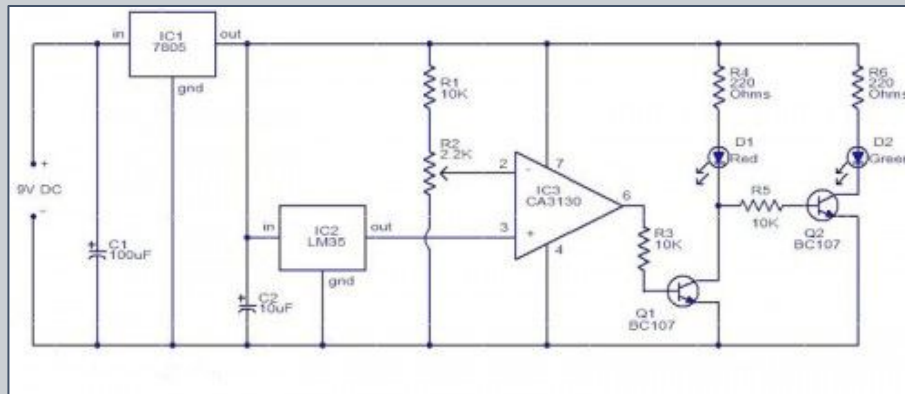 in
IC1
7805
out
gnd
R1
10K
R2
2.2K
R4
220
Ohms
R6
220
Ohms
D1
Red
D2
Green
+
9V DC
-
2
-
7
IC3
CA3130
6
3
+
4
R5
10K
Q2
BC107
in
IC2
LM35
out
gnd
R3
10K
+
C1
100uF
+
C2
10uF
Q1
BC107